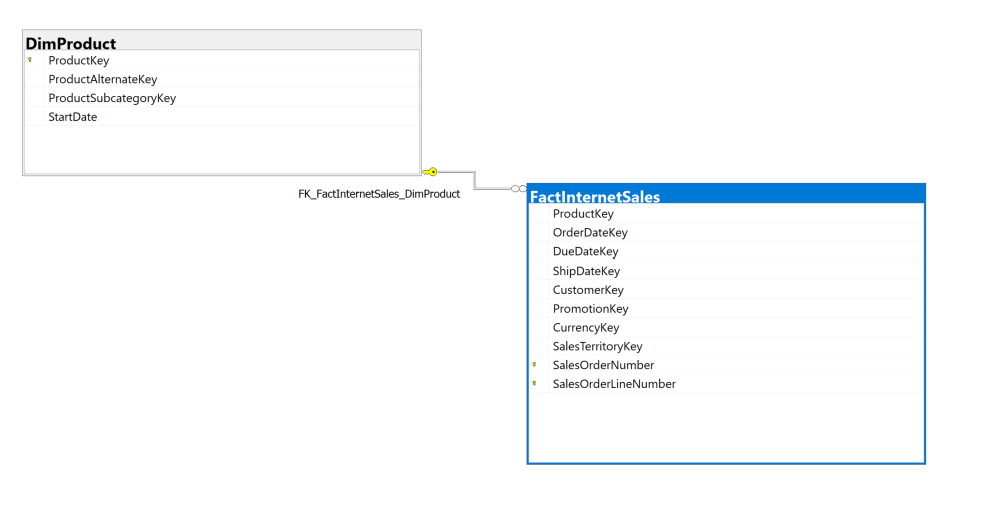 DimProduct
ProductKey
ProductAlternateKey
ProductSubcategoryKey
StartDate
FK_FactInternetSales_DimProduct
FactInternetSales
ProductKey
OrderDateKey
DueDateKey
ShipDateKey
CustomerKey
PromotionKey
CurrencyKey
SalesTerritoryKey
SalesOrderNumber
SalesOrderLineNumber